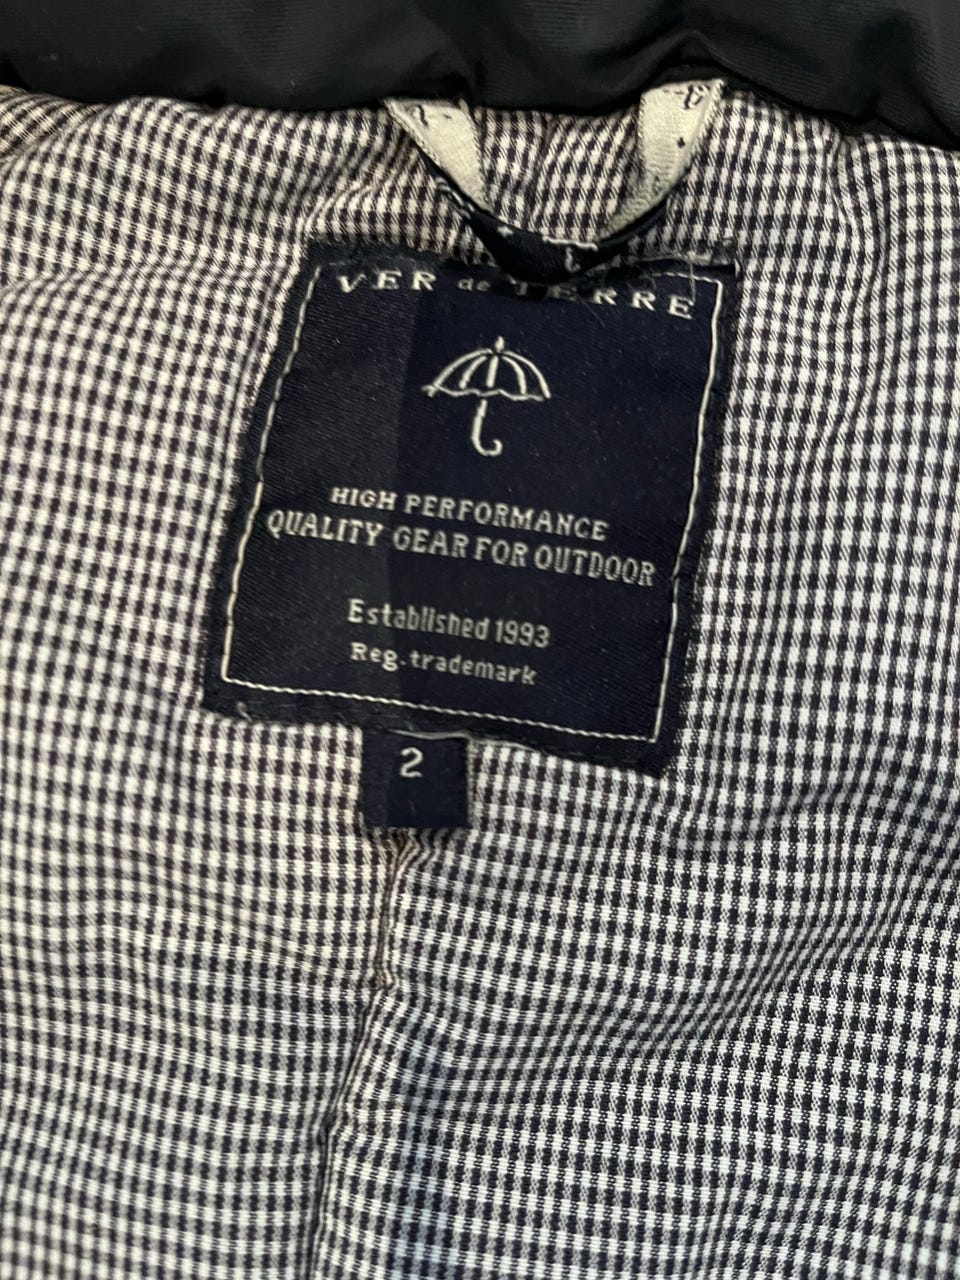 VER de TERRE
HIGH PERFORMANCE
QUALITY GEAR FOR OUTDOOR
Established 1993
Reg. trademark
2